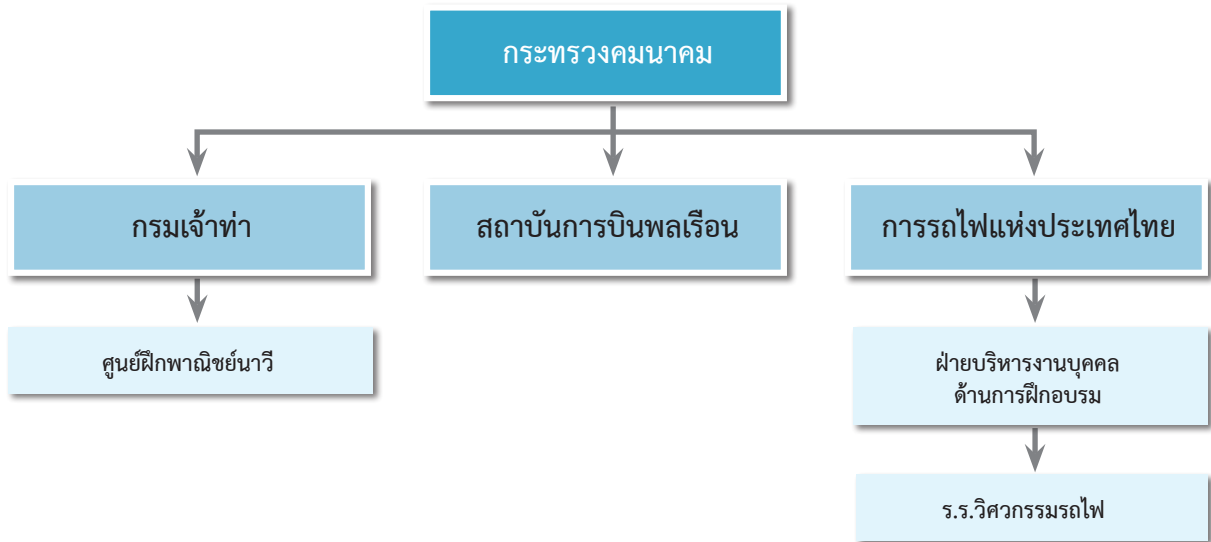 กระทรวงคมนาคม
กรมเจ้าท่า
สถาบันการบินพลเรือน
การรถไฟแห่งประเทศไทย
ศูนย์ฝึกพาณิชย์นาวี
ฝ่ายบริหารงานบุคคล
ด้านการฝึกอบรม
ร.ร.วิศวกรรมรถไฟ